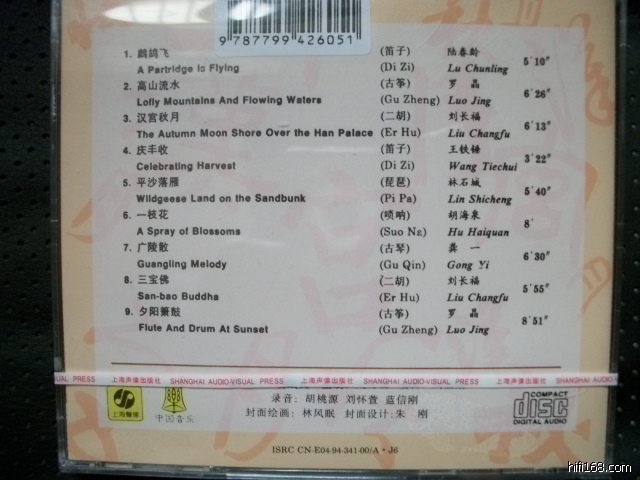 9 787799 426051
1. 鹧鸪飞 (笛子) 陆春龄
A Partridge Is Flying (Di Zi) Lu Chunling 5′10″
2. 高山流水 (古筝) 罗 晶
Lofly Mountains And Flowing Waters (Gu Zheng) Luo Jing 6′26″
3. 汉宫秋月 (二胡) 刘长福
The Autumn Moon Shore Over the Han Palace (Er Hu) Liu Changfu 6′13″
4. 庆丰收 (笛子) 王铁锤
Celebrating Harvest (Di Zi) Wang Tiechui 3′22″
5. 平沙落雁 (琵琶) 林石城
Wildgeese Land on the Sandbunk (Pi Pa) Lin Shicheng 5′40″
6. 一枝花 (唢呐) 胡海泉
A Spray of Blossoms (Suo Na) Hu Haiquan 8′
7. 广陵散 (古琴) 龚 一
Guangling Melody (Gu Qin) Gong Yi 6′30″
8. 三宝佛 (二胡) 刘长福
San-bao Buddha (Er Hu) Liu Changfu 5′55″
9. 夕阳箫鼓 (古筝) 罗 晶
Flute And Drum At Sunset (Gu Zheng) Luo Jing 8′51″
UAL PRESS 上海声像出版社 SHANGHAI AUDIO-VISUAL PRESS 上海声像出版社 SHANGHAI AUDIO-VISUAL PRESS 上海声像出版社 SHANGHAI AUDIO-VISUAL
录音: 胡桃源 刘怀萱 蓝信刚
封面绘画: 林风眠 封面设计: 朱 刚
上海声像
中国音乐
COMPACT
disc
DIGITAL AUDIO
ISRC CN-E04-94-341-00/A·J6
hifi168.com